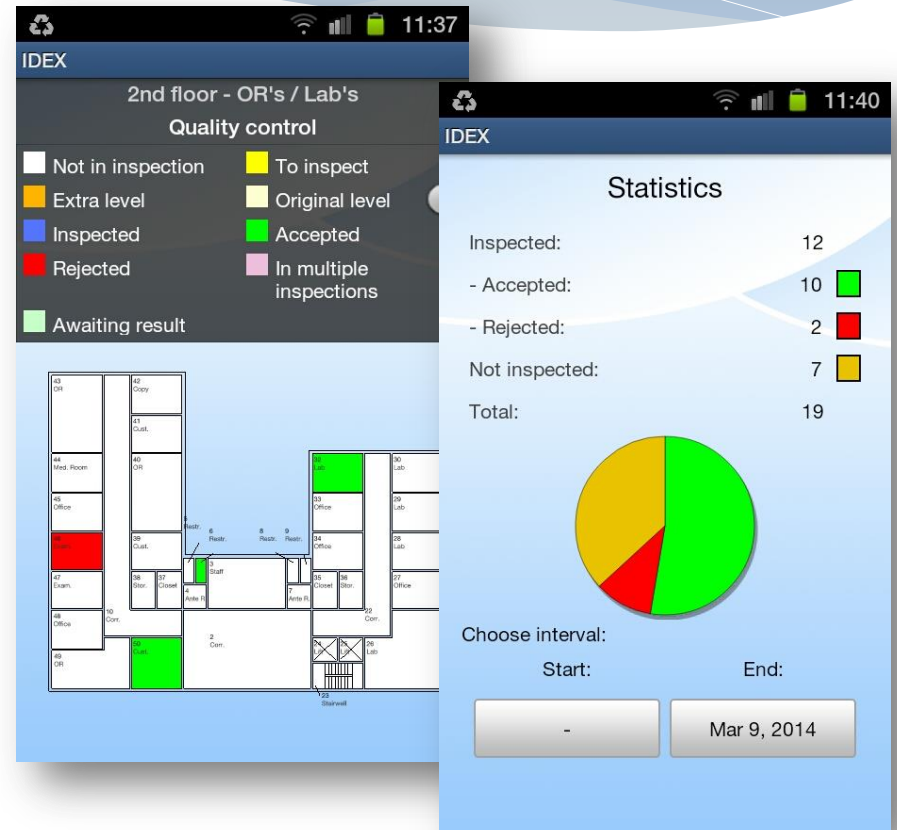 11:37
IDEX
2nd floor - OR's / Lab's
Quality control
Not in inspection
To inspect
Extra level
Original level
Inspected
Accepted
Rejected
In multiple
inspections
Awaiting result
43
OR
42
Copy
41
Cust.
44
Med. Room
40
OR
45
Office
39
Cust.
47
Exam.
38
Stor.
37
Closet
48
Office
10
Corr.
49
OR
50
Cust.
Restr.
6
Restr.
8
Restr.
9
Restr.
3
Staff
4
Ante R.
7
Ante R.
2
Corr.
32
Lab
30
Lab
33
Office
29
Lab
34
Office
28
Lab
35
Closet
36
Stor.
27
Office
22
Corr.
26
Lab
23
Stairwell
11:40
IDEX
Statistics
Inspected: 12
- Accepted: 10
- Rejected: 2
Not inspected: 7
Total: 19
Choose interval:
Start: End:
- Mar 9, 2014